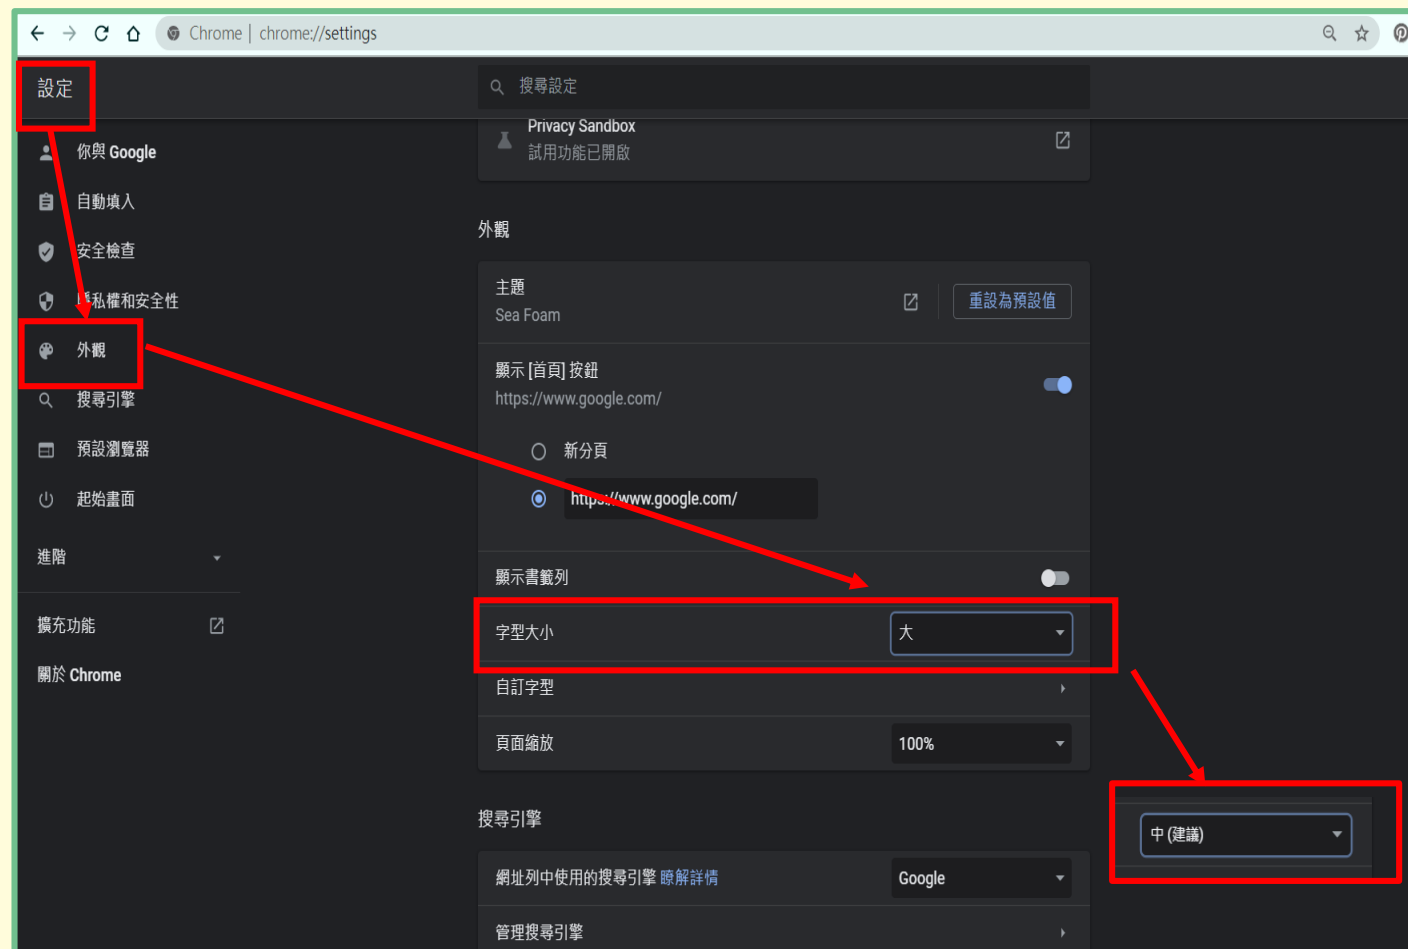 Chrome | chrome://settings
設定
搜尋設定
你與 Google
自動填入
安全檢查
隱私權和安全性
外觀
搜尋引擎
預設瀏覽器
起始畫面
進階
擴充功能
關於 Chrome
Privacy Sandbox
試用功能已開啟
外觀
主題
Sea Foam
重設為預設值
顯示 [首頁] 按鈕
https://www.google.com/
新分頁
https://www.google.com/
顯示書籤列
字型大小
大
自訂字型
頁面縮放
100%
中 (建議)
搜尋引擎
網址列中使用的搜尋引擎 瞭解詳情
Google
管理搜尋引擎